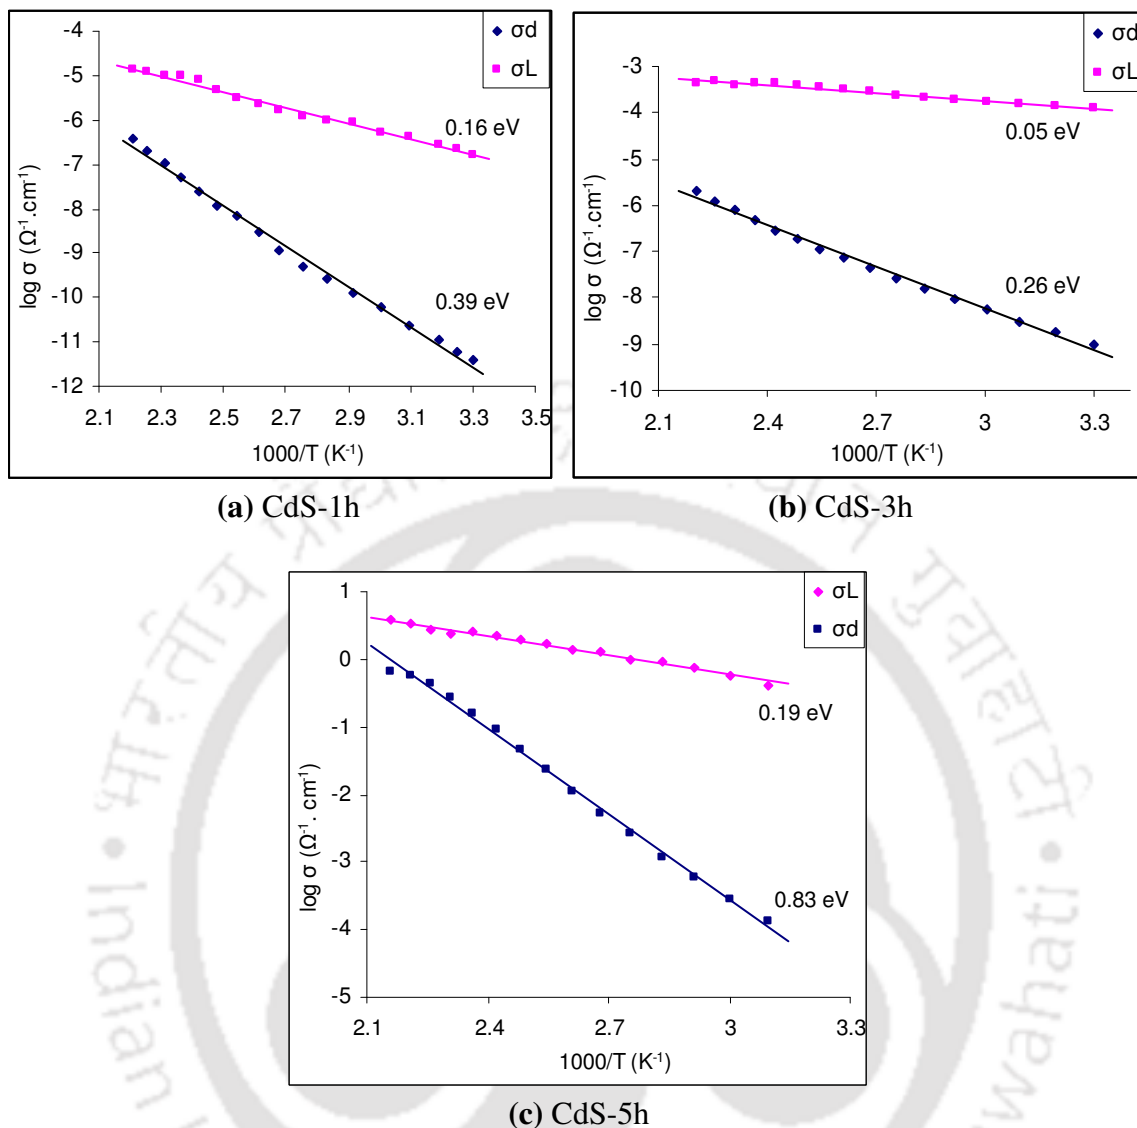 -4
σd
σL
-5
-6
0.16 eV
-7
-8
log σ (Ω⁻¹.cm⁻¹)
-9
-10
0.39 eV
-11
-12
2.1 2.3 2.5 2.7 2.9 3.1 3.3 3.5
1000/T (K⁻¹)
(a) CdS-1h
σd
-3
σL
-4
0.05 eV
-5
-6
log σ (Ω⁻¹.cm⁻¹)
-7
0.26 eV
-8
-9
-10
2.1 2.4 2.7 3 3.3
1000/T (K⁻¹)
(b) CdS-3h
1
σL
σd
0
0.19 eV
-1
-2
log σ (Ω⁻¹. cm⁻¹)
-3
0.83 eV
-4
-5
2.1 2.4 2.7 3 3.3
1000/T (K⁻¹)
(c) CdS-5h
Indian
wahati